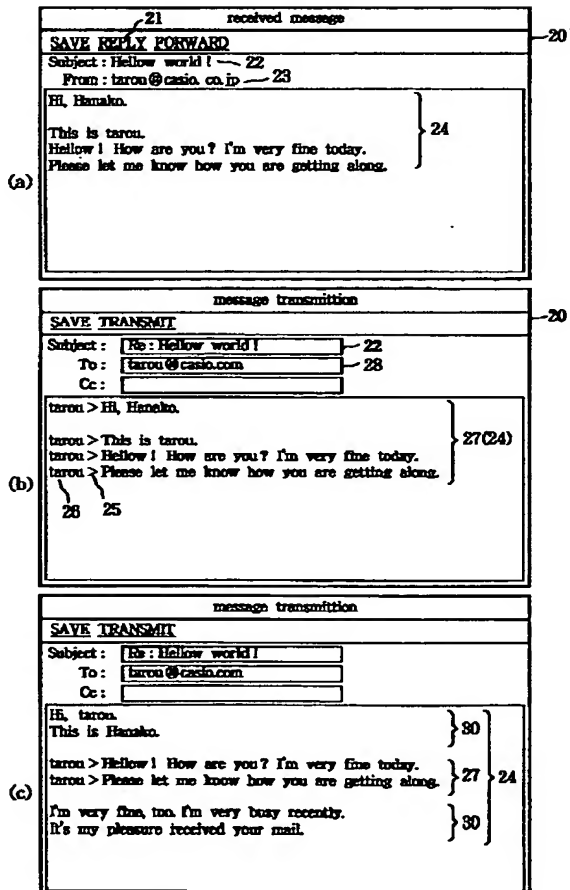 21 received message
SAVE REPLY FORWARD 20
Subject : Hellow world ! 22
From : tarou@casio. co. jp 23
Hi, Hanako.
This is tarou.
Hellow ! How are you ? I'm very fine today.
Please let me know how you are getting along.
24
(a)
message transmittion
SAVE TRANSMIT 20
Subject : Re : Hellow world ! 22
To : tarou@casio.com 28
Cc :
tarou > Hi, Hanako.
tarou > This is tarou.
tarou > Hellow ! How are you ? I'm very fine today.
tarou > Please let me know how you are getting along.
27(24)
(b)
26 25
message transmittion
SAVE TRANSMIT
Subject : Re : Hellow world !
To : tarou@casio.com
Cc :
Hi, tarou.
This is Hanako.
30
tarou > Hellow ! How are you ? I'm very fine today.
tarou > Please let me know how you are getting along.
27 24
(c)
I'm very fine, too. I'm very busy recently.
It's my pleasure received your mail.
30